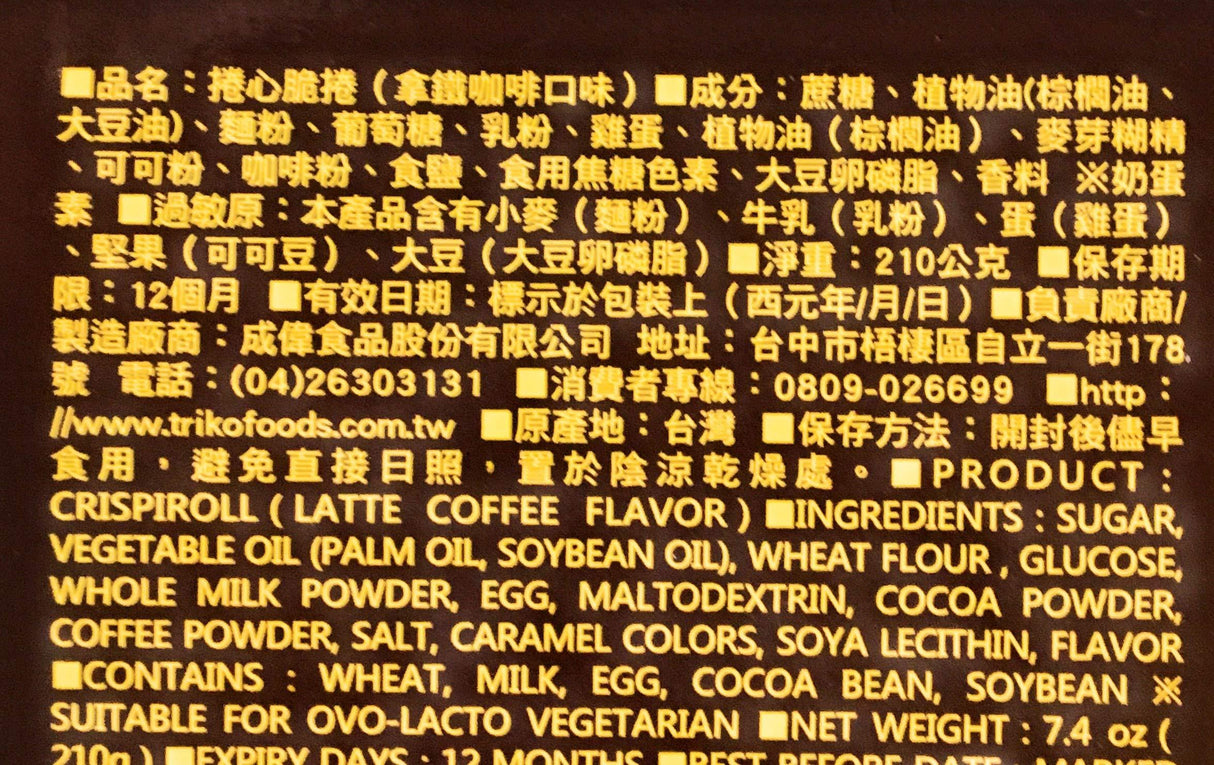 ■品名：捲心脆捲（拿鐵咖啡口味）■成分：蔗糖、植物油(棕櫚油、
大豆油)、麵粉、葡萄糖、乳粉、雞蛋、植物油（棕櫚油）、麥芽糊精
、可可粉、咖啡粉、食鹽、食用焦糖色素、大豆卵磷脂、香料 ※奶蛋
素 ■過敏原：本產品含有小麥（麵粉）、牛乳（乳粉）、蛋（雞蛋）
、堅果（可可豆）、大豆（大豆卵磷脂）■淨重：210公克 ■保存期
限：12個月 ■有效日期：標示於包裝上（西元年/月/日）■負責廠商/
製造廠商：成偉食品股份有限公司 地址：台中市梧棲區自立一街178
號 電話：(04)26303131 ■消費者專線：0809-026699 ■http：
//www.trikofoods.com.tw ■原產地：台灣 ■保存方法：開封後儘早
食用，避免直接日照，置於陰涼乾燥處。■PRODUCT：
CRISPIROLL ( LATTE COFFEE FLAVOR ) ■INGREDIENTS : SUGAR,
VEGETABLE OIL (PALM OIL, SOYBEAN OIL), WHEAT FLOUR , GLUCOSE,
WHOLE MILK POWDER, EGG, MALTODEXTRIN, COCOA POWDER,
COFFEE POWDER, SALT, CARAMEL COLORS, SOYA LECITHIN, FLAVOR
■CONTAINS : WHEAT, MILK, EGG, COCOA BEAN, SOYBEAN ※
SUITABLE FOR OVO-LACTO VEGETARIAN ■NET WEIGHT : 7.4 oz (
210g ) ■EXPIRY DAYS : 12 MONTHS ■BEST BEFORE DATE : MARKED